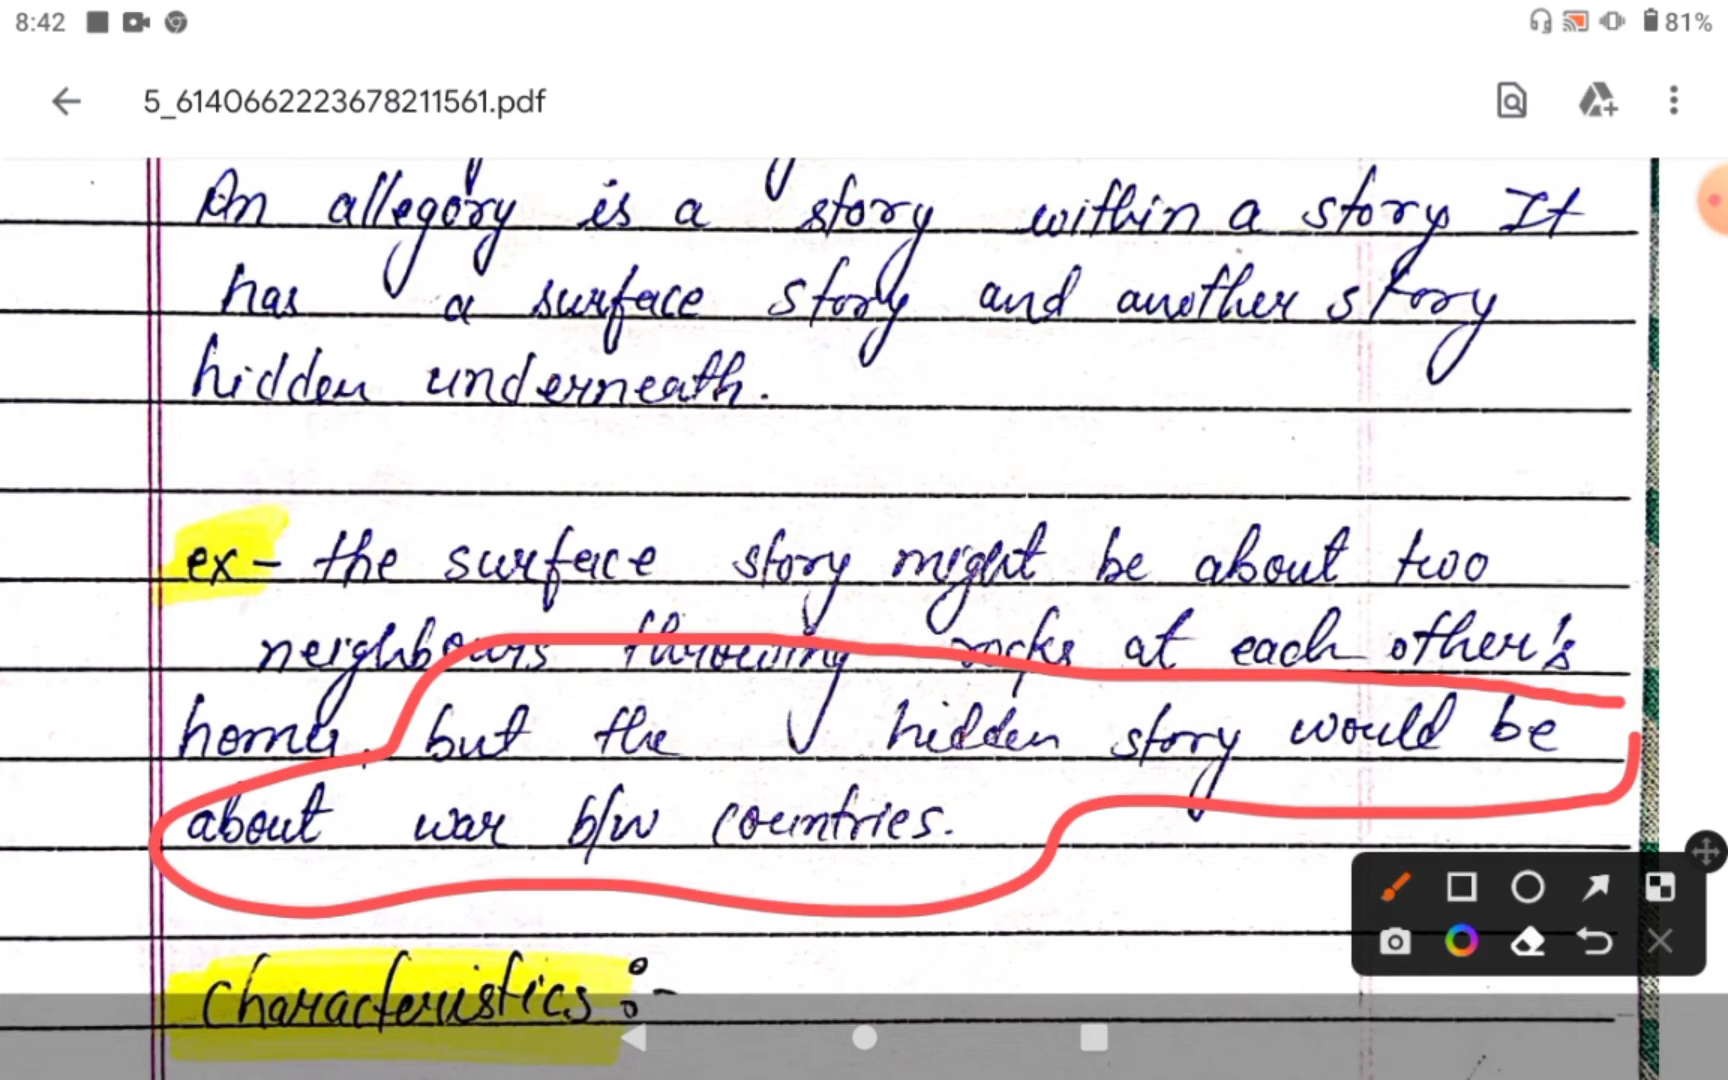 8:42
81%
5_6140662223678211561.pdf
An allegory is a story within a story It
has a surface story and another story
hidden underneath.
ex- the surface story might be about two
neighbours throwing rocks at each other's
home, but the hidden story would be
about war b/w countries.
Characteristics :-